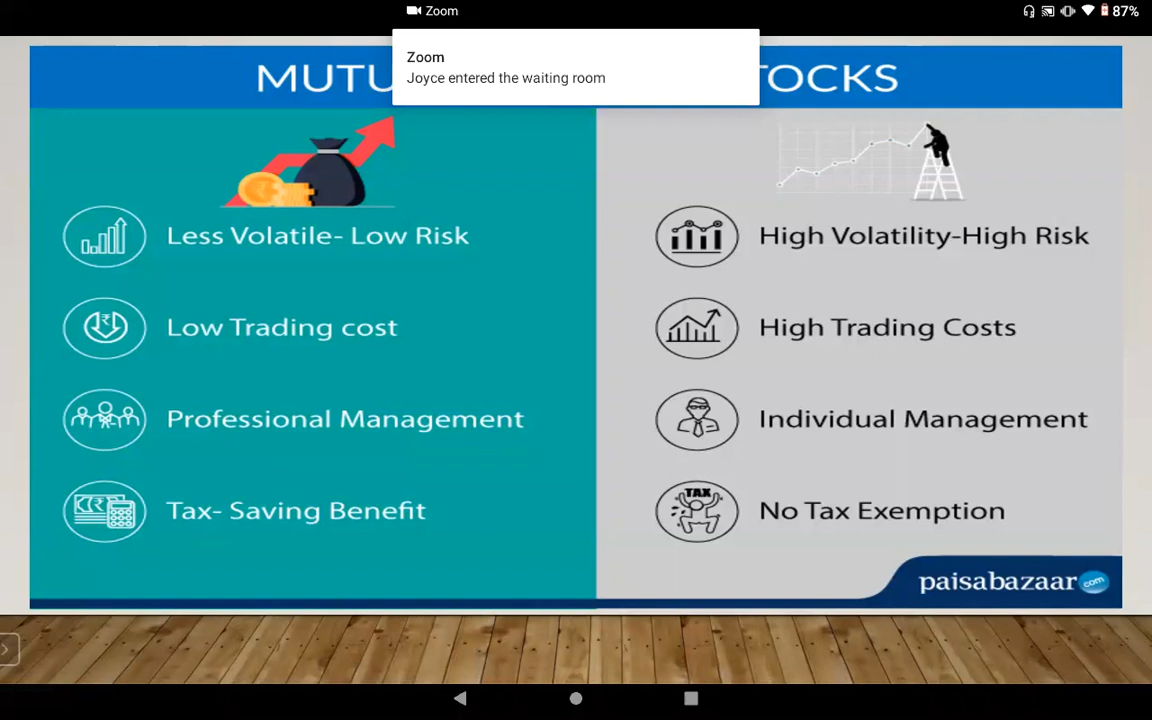 Zoom
87%
Zoom
Joyce entered the waiting room
MUTU
TOCKS
Less Volatile- Low Risk
Low Trading cost
Professional Management
Tax- Saving Benefit
High Volatility-High Risk
High Trading Costs
Individual Management
TAX
No Tax Exemption
paisabazaar.com